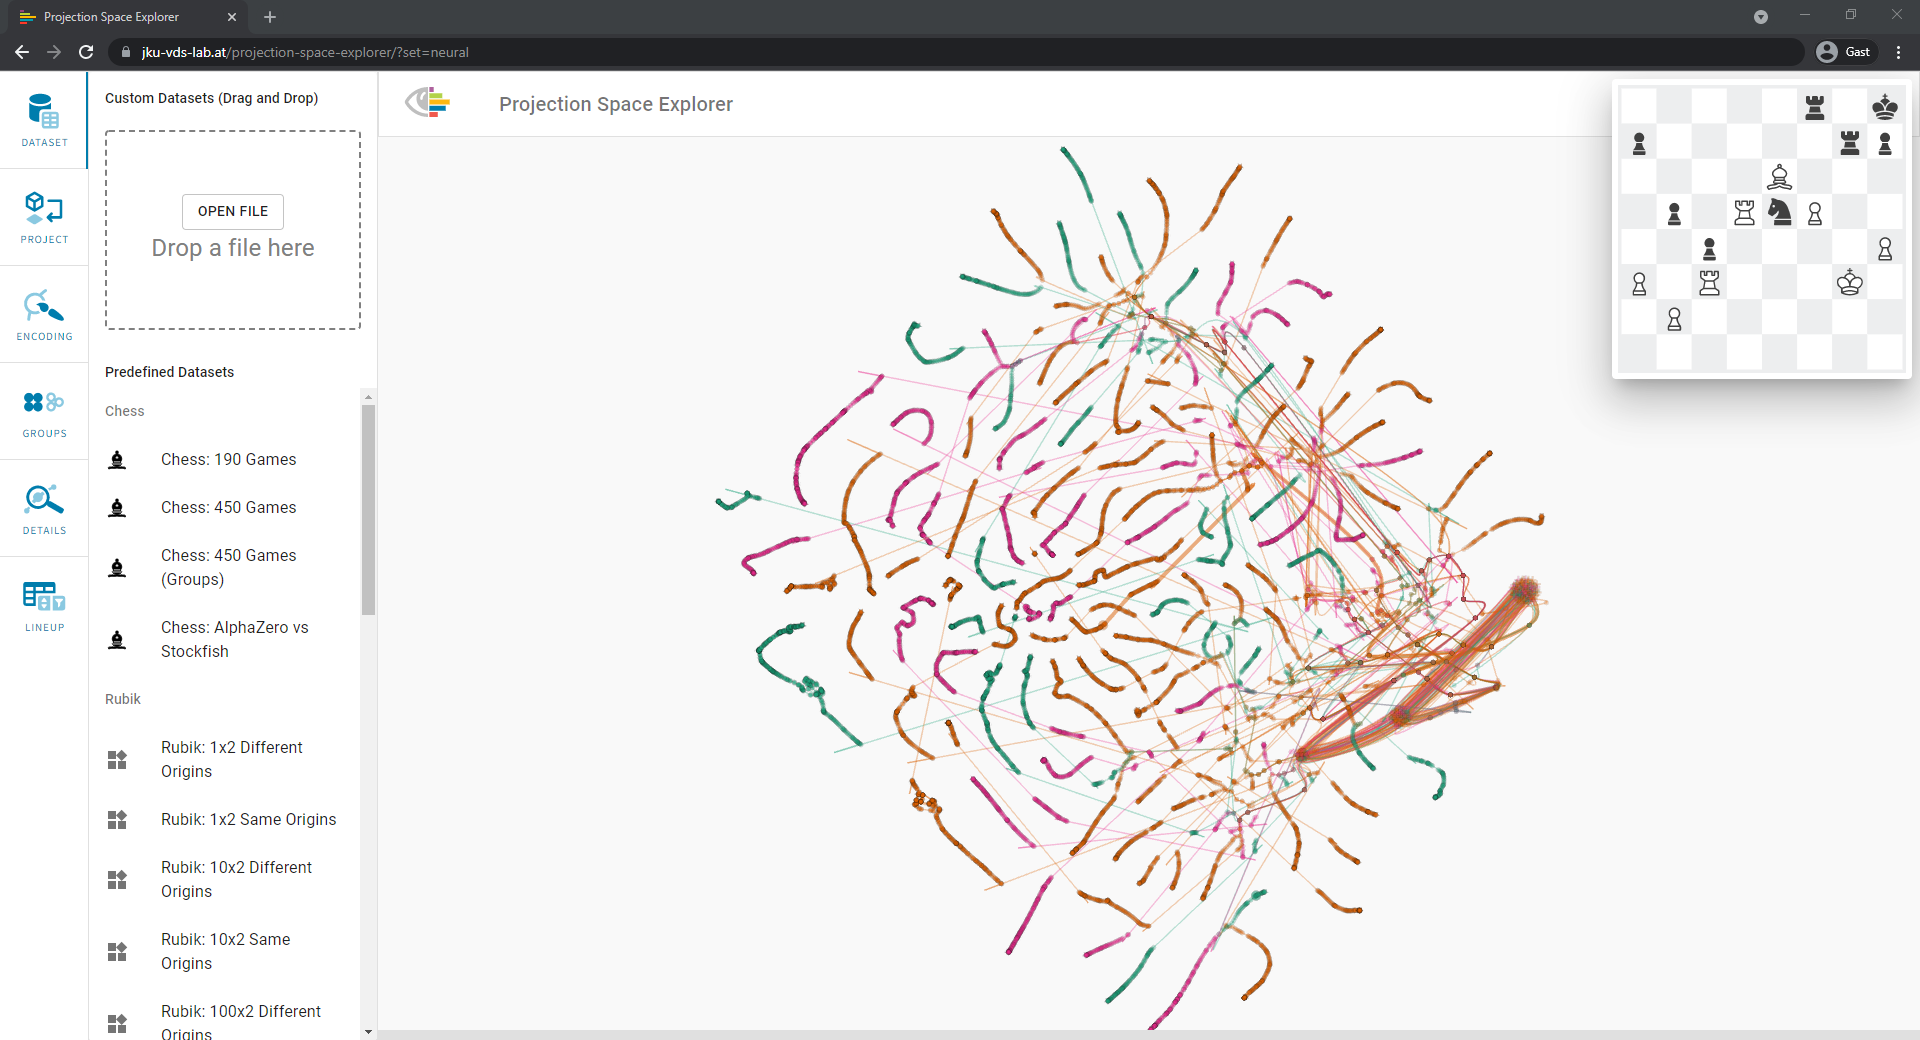 Projection Space Explorer
jku-vds-lab.at/projection-space-explorer/?set=neural
Gast
DATASET
PROJECT
ENCODING
GROUPS
DETAILS
LINEUP
Custom Datasets (Drag and Drop)
OPEN FILE
Drop a file here
Predefined Datasets
Chess
Chess: 190 Games
Chess: 450 Games
Chess: 450 Games
(Groups)
Chess: AlphaZero vs
Stockfish
Rubik
Rubik: 1x2 Different
Origins
Rubik: 1x2 Same Origins
Rubik: 10x2 Different
Origins
Rubik: 10x2 Same
Origins
Rubik: 100x2 Different
Origins
Projection Space Explorer